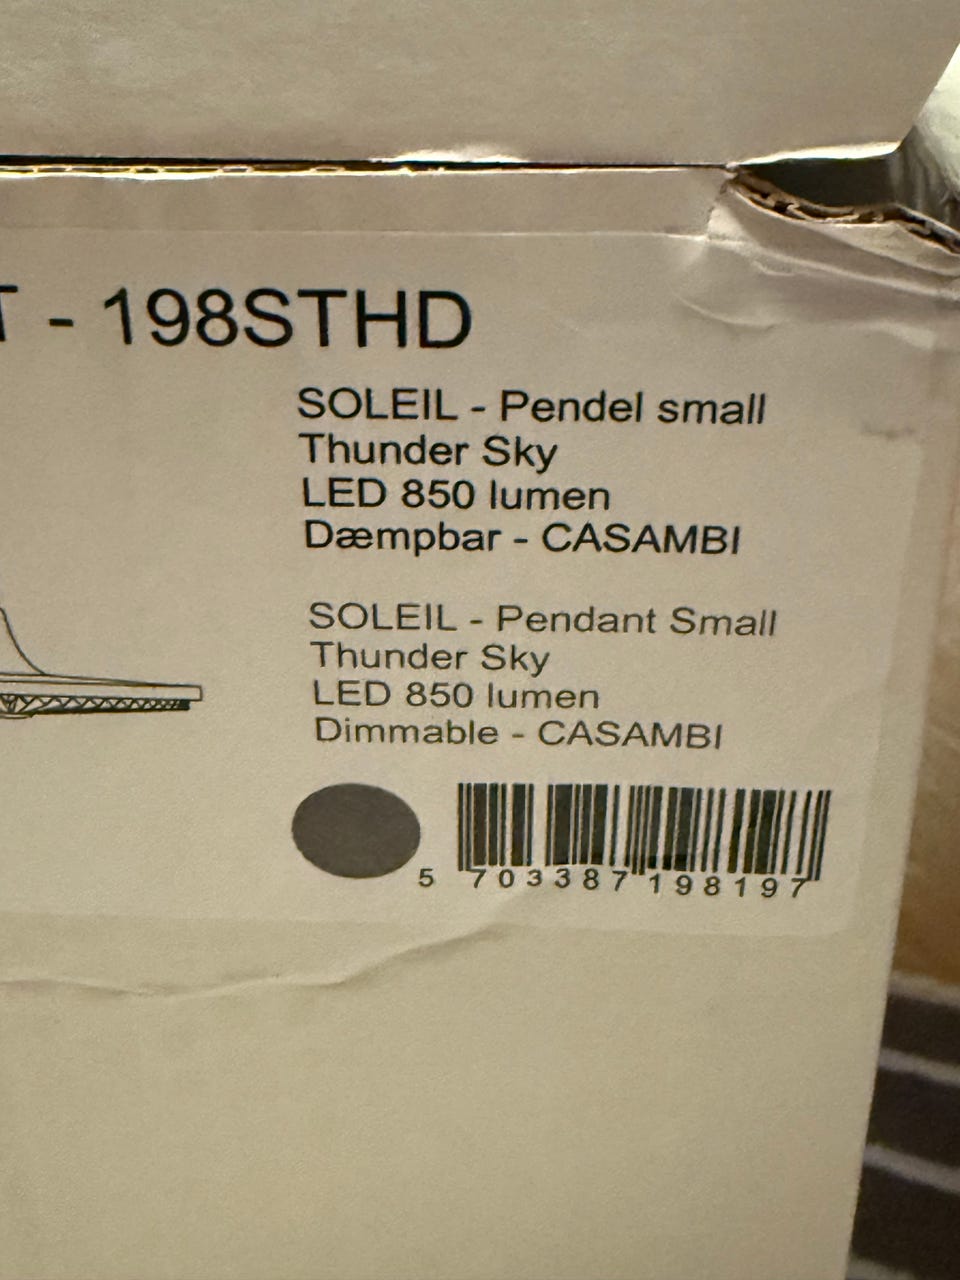 T - 198STHD
SOLEIL - Pendel small
Thunder Sky
LED 850 lumen
Dæmpbar - CASAMBI
SOLEIL - Pendant Small
Thunder Sky
LED 850 lumen
Dimmable - CASAMBI
5 703387 198197